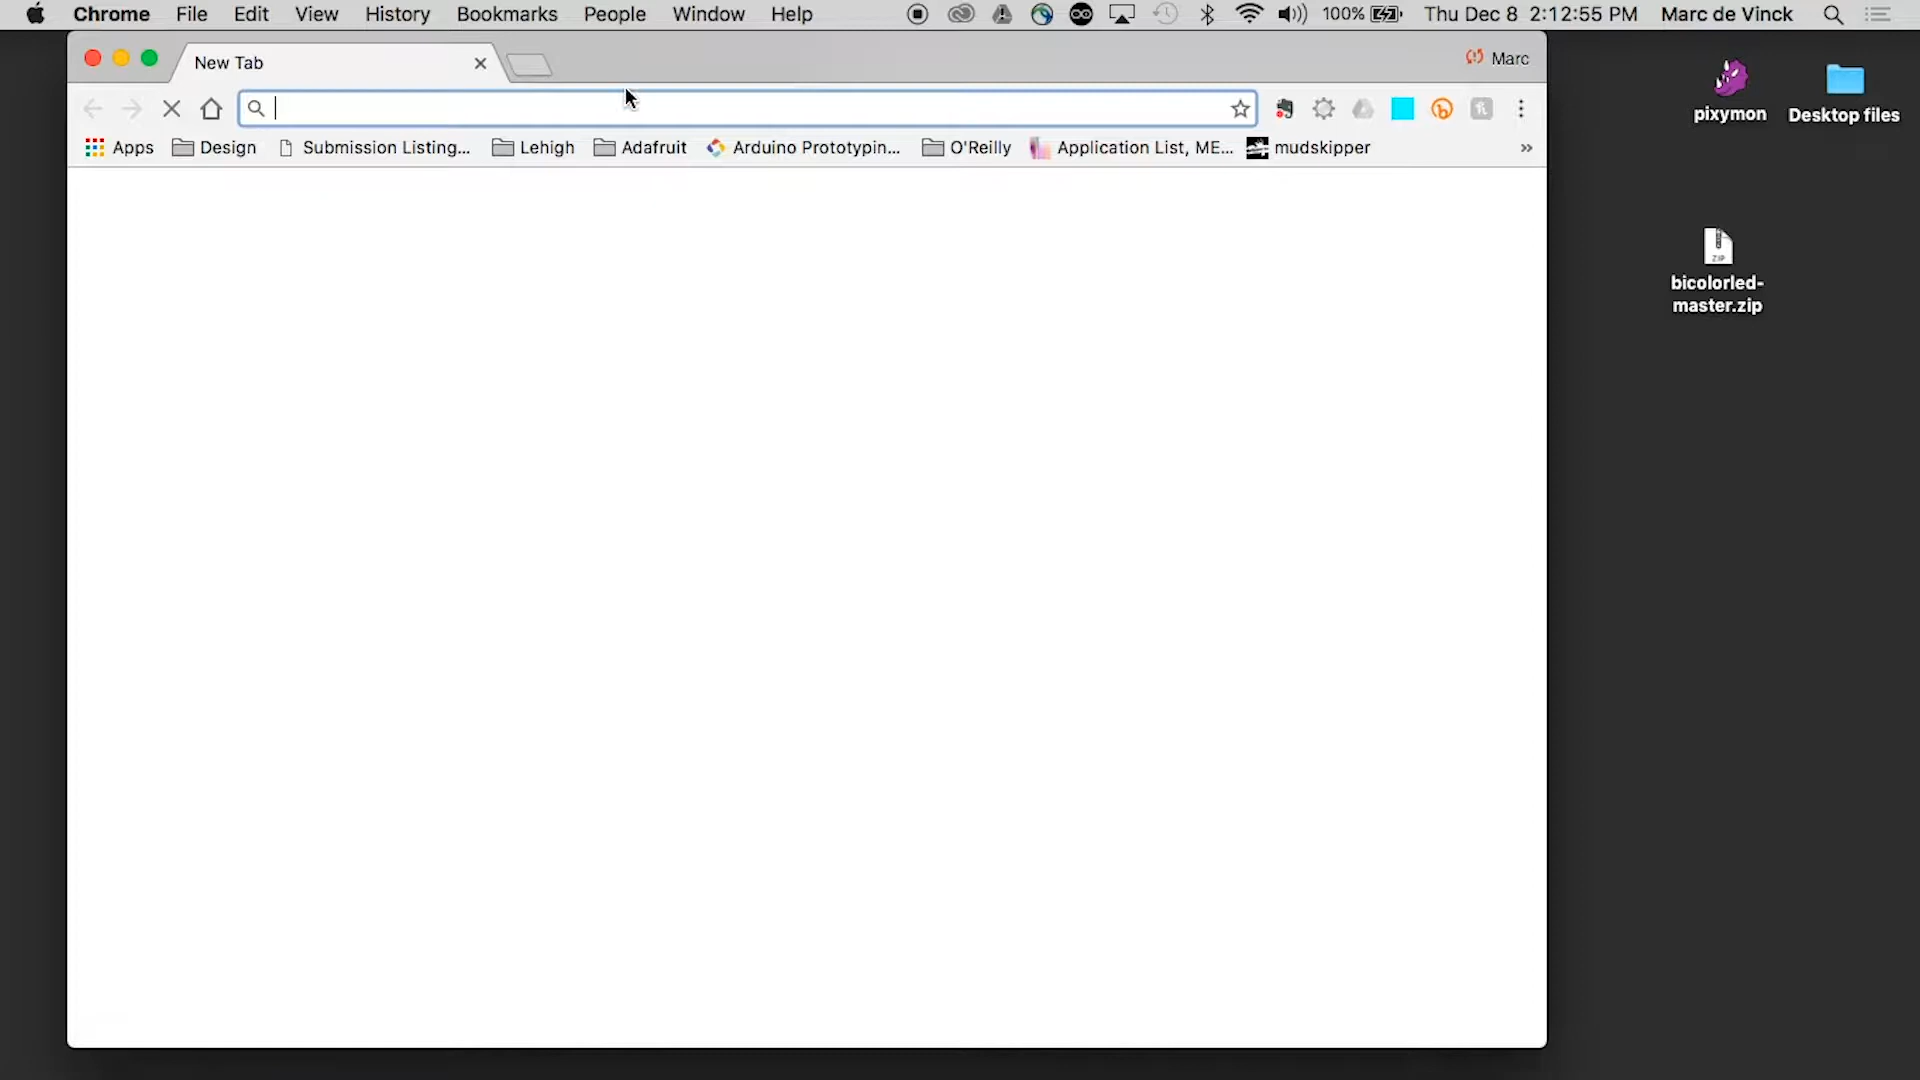 Chrome File Edit View History Bookmarks People Window Help 100% Thu Dec 8 2:12:55 PM Marc de Vinck
New Tab
Marc
Apps Design Submission Listing... Lehigh Adafruit Arduino Prototypin... O'Reilly Application List, ME... mudskipper »
pixymon
Desktop files
ZIP
bicolorled-
master.zip